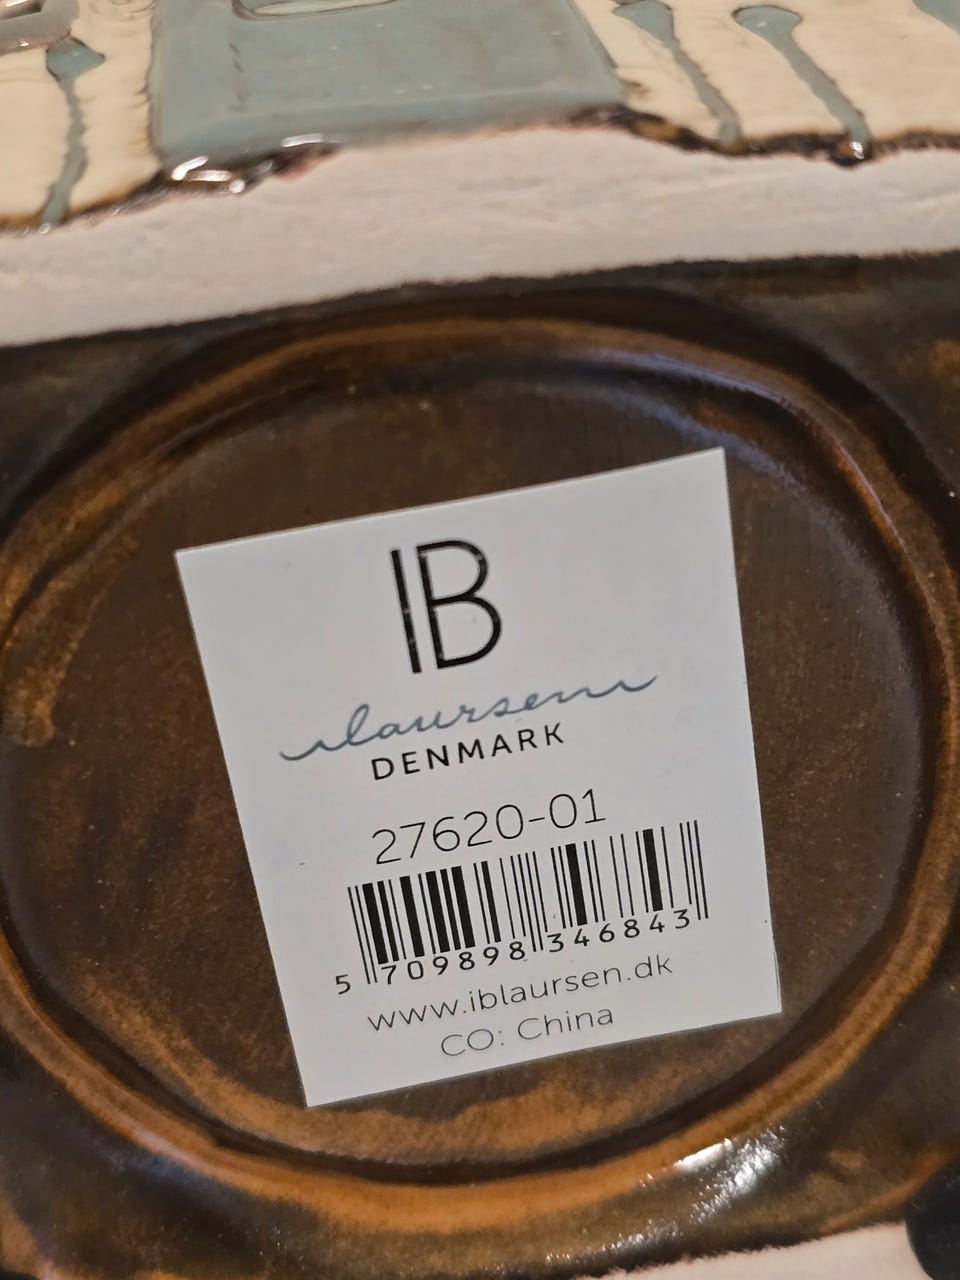 IB
laursen
DENMARK
27620-01
5 709898 346843
www.iblaursen.dk
CO: China